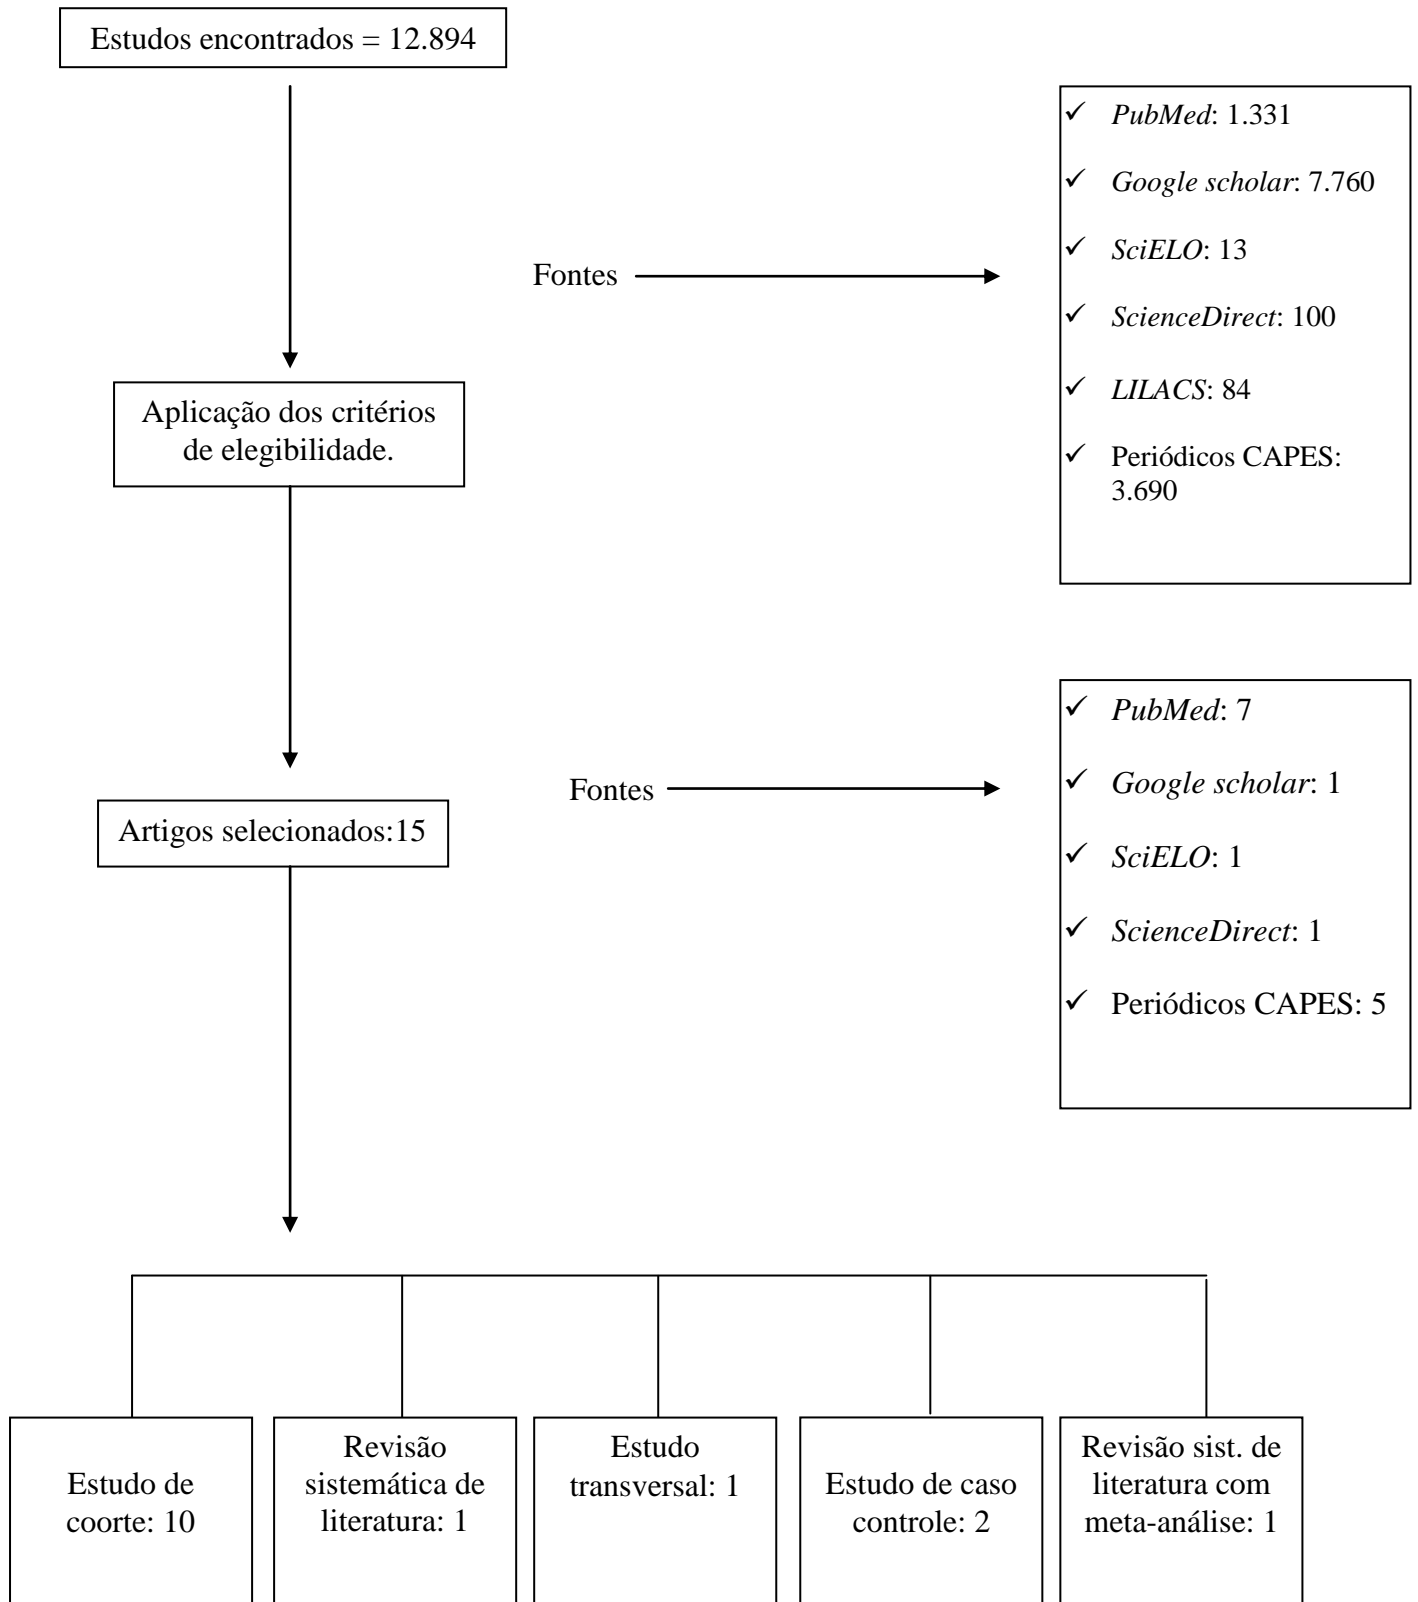 Estudos encontrados = 12.894
✓ PubMed: 1.331
✓ Google scholar: 7.760
✓ SciELO: 13
✓ ScienceDirect: 100
✓ LILACS: 84
✓ Periódicos CAPES:
3.690
Fontes
Aplicação dos critérios
de elegibilidade.
✓ PubMed: 7
✓ Google scholar: 1
✓ SciELO: 1
✓ ScienceDirect: 1
✓ Periódicos CAPES: 5
Fontes
Artigos selecionados:15
Estudo de
coorte: 10
Revisão
sistemática de
literatura: 1
Estudo
transversal: 1
Estudo de caso
controle: 2
Revisão sist. de
literatura com
meta-análise: 1